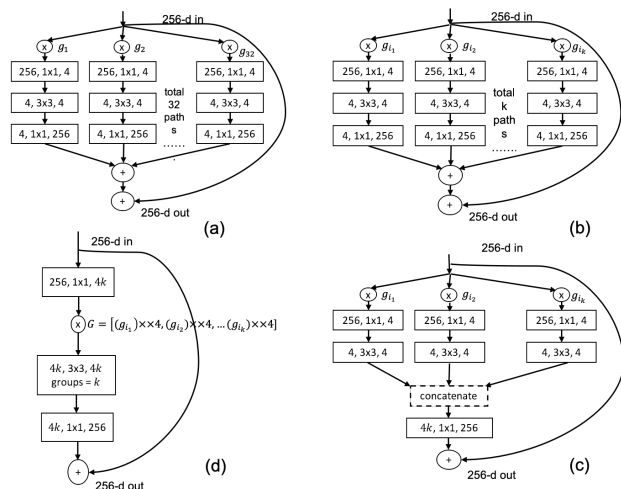 256-d in
x g₁ x g₂ x g₃₂
256, 1x1, 4 256, 1x1, 4 256, 1x1, 4
4, 3x3, 4 4, 3x3, 4 4, 3x3, 4
4, 1x1, 256 4, 1x1, 256 4, 1x1, 256
total
32
path
s
.......
.
+
+
256-d out
(a)
256-d in
x gᵢ₁ x gᵢ₂ x gᵢₖ
256, 1x1, 4 256, 1x1, 4 256, 1x1, 4
4, 3x3, 4 4, 3x3, 4 4, 3x3, 4
4, 1x1, 256 4, 1x1, 256 4, 1x1, 256
total
k
path
s
.......
+
+
256-d out
(b)
256-d in
256, 1x1, 4k
x G = [(gᵢ₁)××4, (gᵢ₂)××4, … (gᵢₖ)××4]
4k, 3x3, 4k
groups = k
4k, 1x1, 256
+
256-d out
(d)
256-d in
x gᵢ₁ x gᵢ₂ x gᵢₖ
256, 1x1, 4 256, 1x1, 4 256, 1x1, 4
4, 3x3, 4 4, 3x3, 4 4, 3x3, 4
concatenate
4k, 1x1, 256
+
256-d out
(c)